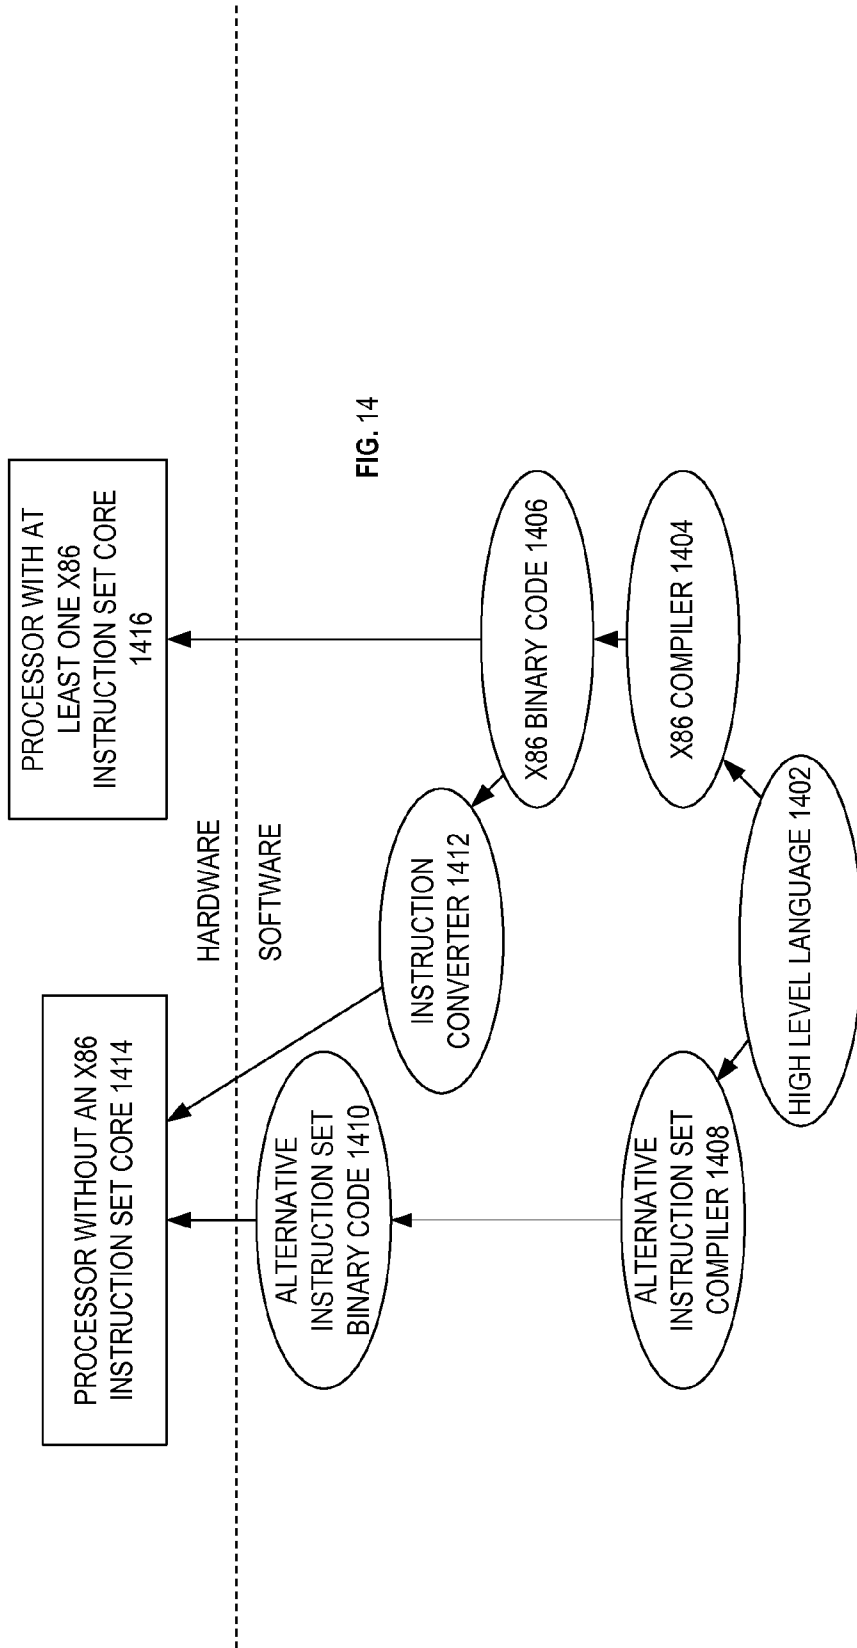 PROCESSOR WITHOUT AN X86
INSTRUCTION SET CORE 1414
PROCESSOR WITH AT
LEAST ONE X86
INSTRUCTION SET CORE
1416
HARDWARE
SOFTWARE
ALTERNATIVE
INSTRUCTION SET
BINARY CODE 1410
INSTRUCTION
CONVERTER 1412
FIG. 14
X86 BINARY CODE 1406
ALTERNATIVE
INSTRUCTION SET
COMPILER 1408
X86 COMPILER 1404
HIGH LEVEL LANGUAGE 1402